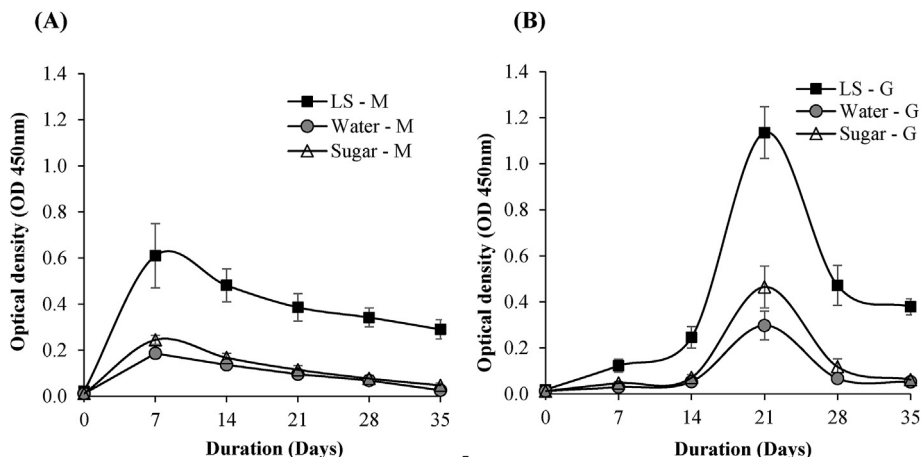 (A)
Optical density (OD 450nm)
1.4
1.2
1.0
0.8
0.6
0.4
0.2
0.0
LS - M
Water - M
Sugar - M
0 7 14 21 28 35
Duration (Days)
(B)
Optical density (OD 450nm)
1.4
1.2
1.0
0.8
0.6
0.4
0.2
0.0
LS - G
Water - G
Sugar - G
0 7 14 21 28 35
Duration (Days)